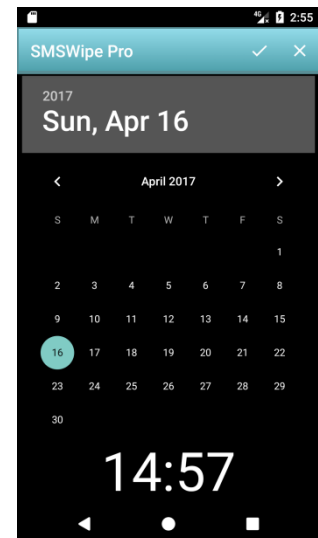 4G 2:55
SMSWipe Pro
2017
Sun, Apr 16
April 2017
S M T W T F S
1
2 3 4 5 6 7 8
9 10 11 12 13 14 15
16 17 18 19 20 21 22
23 24 25 26 27 28 29
30
14:57